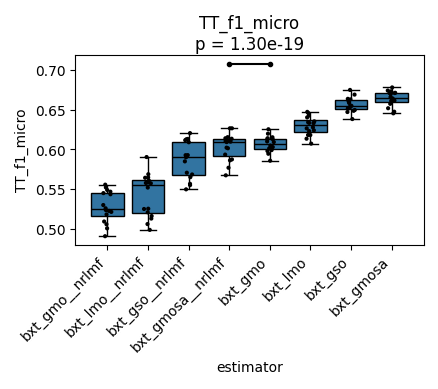 TT_f1_micro
p = 1.30e-19
TT_f1_micro
0.70
0.65
0.60
0.55
0.50
bxt_gmo__nrlmf
bxt_lmo__nrlmf
bxt_gso__nrlmf
bxt_gmosa__nrlmf
bxt_gmo
bxt_lmo
bxt_gso
bxt_gmosa
estimator